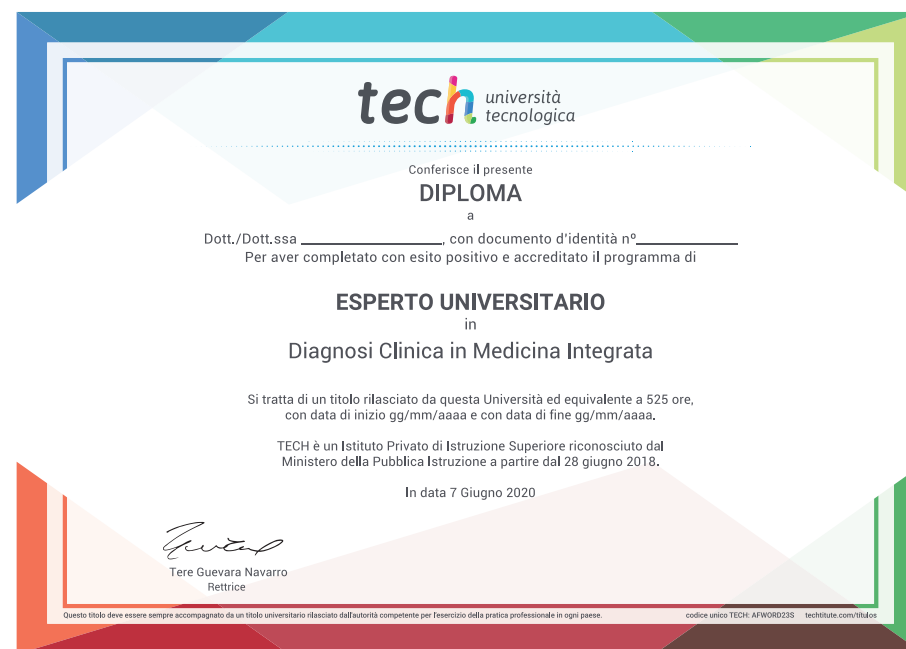 tech università
tecnologica
Conferisce il presente
DIPLOMA
a
Dott./Dott.ssa ____________________, con documento d'identità nº______________
Per aver completato con esito positivo e accreditato il programma di
ESPERTO UNIVERSITARIO
in
Diagnosi Clinica in Medicina Integrata
Si tratta di un titolo rilasciato da questa Università ed equivalente a 525 ore,
con data di inizio gg/mm/aaaa e con data di fine gg/mm/aaaa.
TECH è un Istituto Privato di Istruzione Superiore riconosciuto dal
Ministero della Pubblica Istruzione a partire dal 28 giugno 2018.
In data 7 Giugno 2020
Tere Guevara Navarro
Rettrice
Questo titolo deve essere sempre accompagnato da un titolo universitario rilasciato dall'autorità competente per l'esercizio della pratica professionale in ogni paese. codice unico TECH: AFWORD23S techtitute.com/titulos